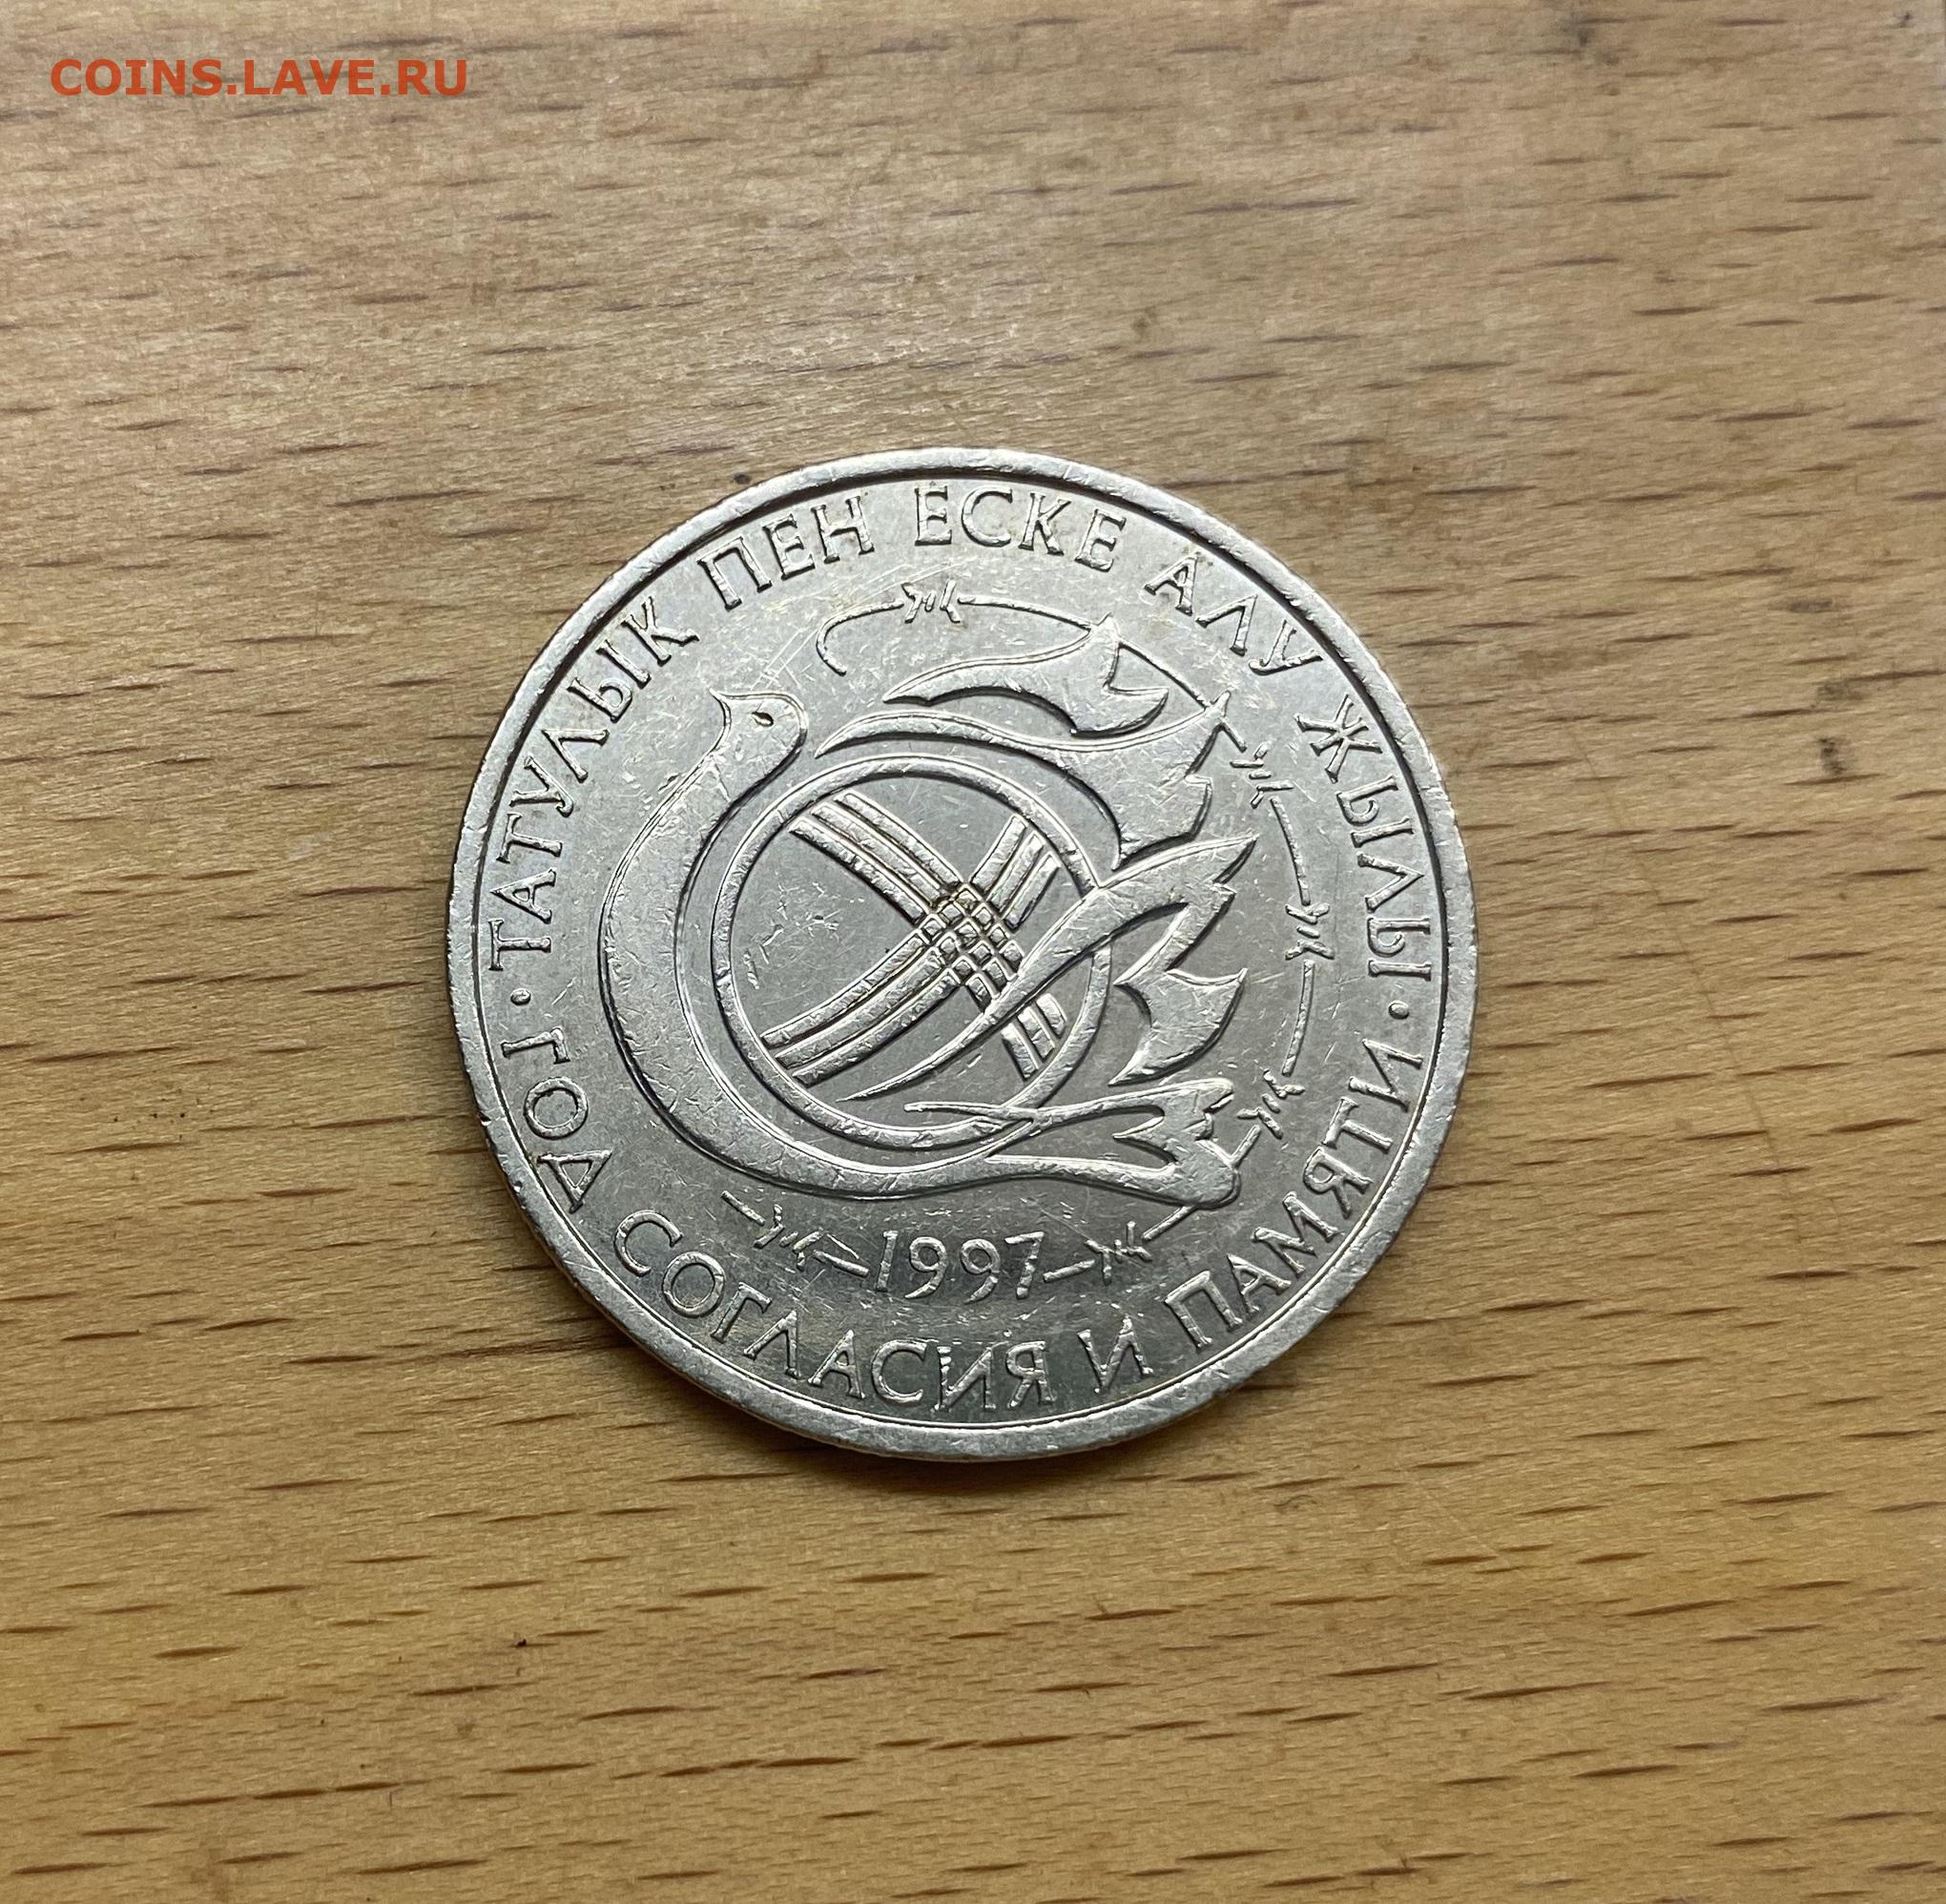 COINS.LAVE.RU
ТАТУЛЫК ПЕН ЕСКЕ АЛУ ЖЫЛЫ
1997
ГОД СОГЛАСИЯ И ПАМЯТИ